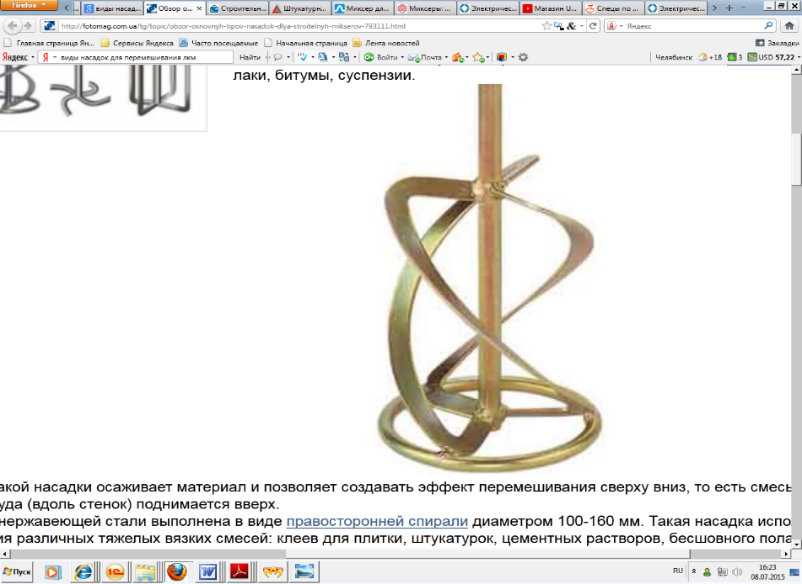 firefox
виды насад..
Обзор о...
Строительн...
Штукатурн...
Миксер дл...
Миксеры: ...
Электричес...
Магазин U...
Спецы по ...
Электричес...
http://fotomag.com.ua/tg/topic/obzor-osnovnyh-tipov-nasadok-dlya-stroitelnyh-mikserov-793111.html
Яндекс
Главная страница Ян...
Сервисы Яндекса
Часто посещаемые
Начальная страница
Лента новостей
Закладки
Яндекс
виды насадок для перемешивания лкм
Найти
Войти
Почта
Челябинск
+18
3
USD 57,22
лаки, битумы, суспензии.
акой насадки осаживает материал и позволяет создавать эффект перемешивания сверху вниз, то есть смесь
уда (вдоль стенок) поднимается вверх.
нержавеющей стали выполнена в виде правосторонней спирали диаметром 100-160 мм. Такая насадка испо
ия различных тяжелых вязких смесей: клеев для плитки, штукатурок, цементных растворов, бесшовного пола
Пуск
RU
16:23
08.07.2015